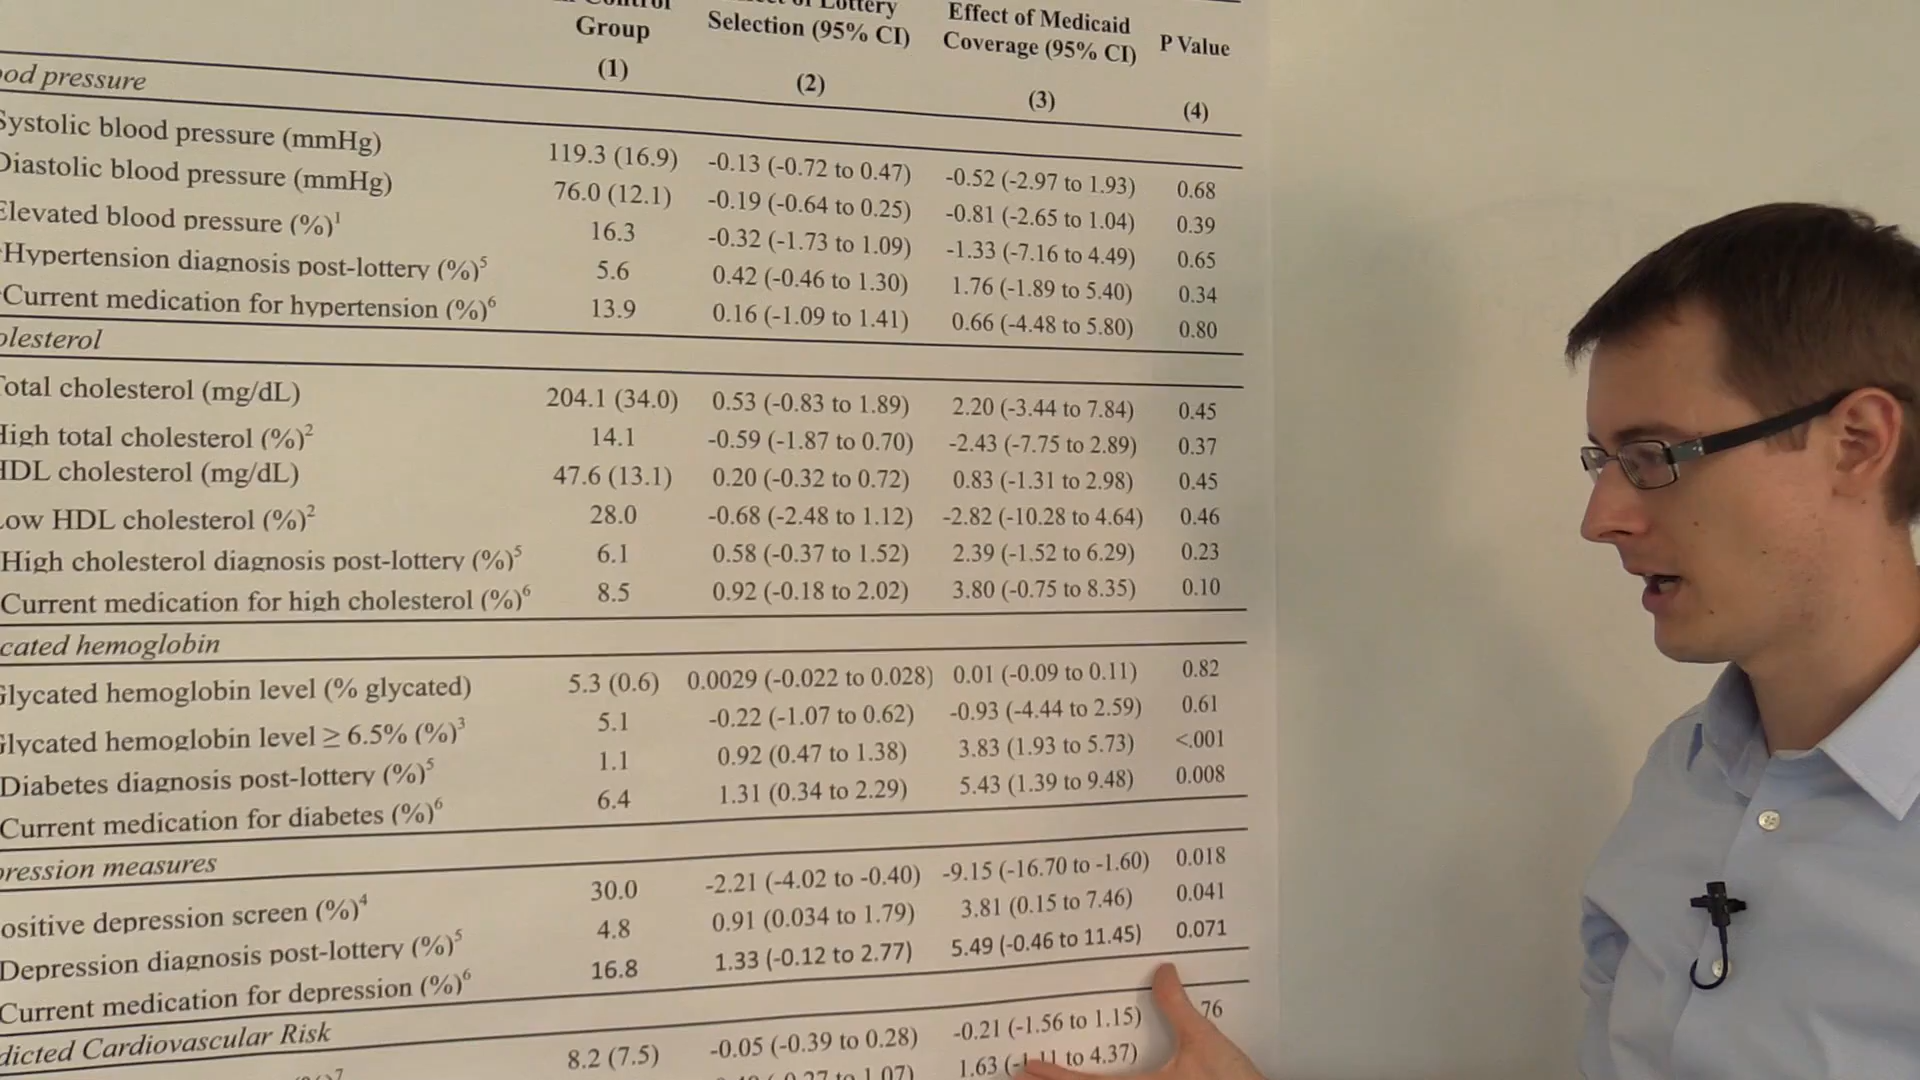 Group Selection (95% CI) Effect of Medicaid Coverage (95% CI) P Value
(1) (2) (3) (4)
pressure
Systolic blood pressure (mmHg) 119.3 (16.9) -0.13 (-0.72 to 0.47) -0.52 (-2.97 to 1.93) 0.68
Diastolic blood pressure (mmHg) 76.0 (12.1) -0.19 (-0.64 to 0.25) -0.81 (-2.65 to 1.04) 0.39
Elevated blood pressure (%)1 16.3 -0.32 (-1.73 to 1.09) -1.33 (-7.16 to 4.49) 0.65
Hypertension diagnosis post-lottery (%)5 5.6 0.42 (-0.46 to 1.30) 1.76 (-1.89 to 5.40) 0.34
Current medication for hypertension (%)6 13.9 0.16 (-1.09 to 1.41) 0.66 (-4.48 to 5.80) 0.80
olesterol
Total cholesterol (mg/dL) 204.1 (34.0) 0.53 (-0.83 to 1.89) 2.20 (-3.44 to 7.84) 0.45
High total cholesterol (%)2 14.1 -0.59 (-1.87 to 0.70) -2.43 (-7.75 to 2.89) 0.37
HDL cholesterol (mg/dL) 47.6 (13.1) 0.20 (-0.32 to 0.72) 0.83 (-1.31 to 2.98) 0.45
Low HDL cholesterol (%)2 28.0 -0.68 (-2.48 to 1.12) -2.82 (-10.28 to 4.64) 0.46
High cholesterol diagnosis post-lottery (%)5 6.1 0.58 (-0.37 to 1.52) 2.39 (-1.52 to 6.29) 0.23
Current medication for high cholesterol (%)6 8.5 0.92 (-0.18 to 2.02) 3.80 (-0.75 to 8.35) 0.10
cated hemoglobin
Glycated hemoglobin level (% glycated) 5.3 (0.6) 0.0029 (-0.022 to 0.028) 0.01 (-0.09 to 0.11) 0.82
Glycated hemoglobin level ≥ 6.5% (%)3 5.1 -0.22 (-1.07 to 0.62) -0.93 (-4.44 to 2.59) 0.61
Diabetes diagnosis post-lottery (%)5 1.1 0.92 (0.47 to 1.38) 3.83 (1.93 to 5.73) <.001
Current medication for diabetes (%)6 6.4 1.31 (0.34 to 2.29) 5.43 (1.39 to 9.48) 0.008
ression measures
ositive depression screen (%)4 30.0 -2.21 (-4.02 to -0.40) -9.15 (-16.70 to -1.60) 0.018
Depression diagnosis post-lottery (%)5 4.8 0.91 (0.034 to 1.79) 3.81 (0.15 to 7.46) 0.041
Current medication for depression (%)6 16.8 1.33 (-0.12 to 2.77) 5.49 (-0.46 to 11.45) 0.071
dicted Cardiovascular Risk
8.2 (7.5) -0.05 (-0.39 to 0.28) -0.21 (-1.56 to 1.15) 76
1.63 to 4.37)